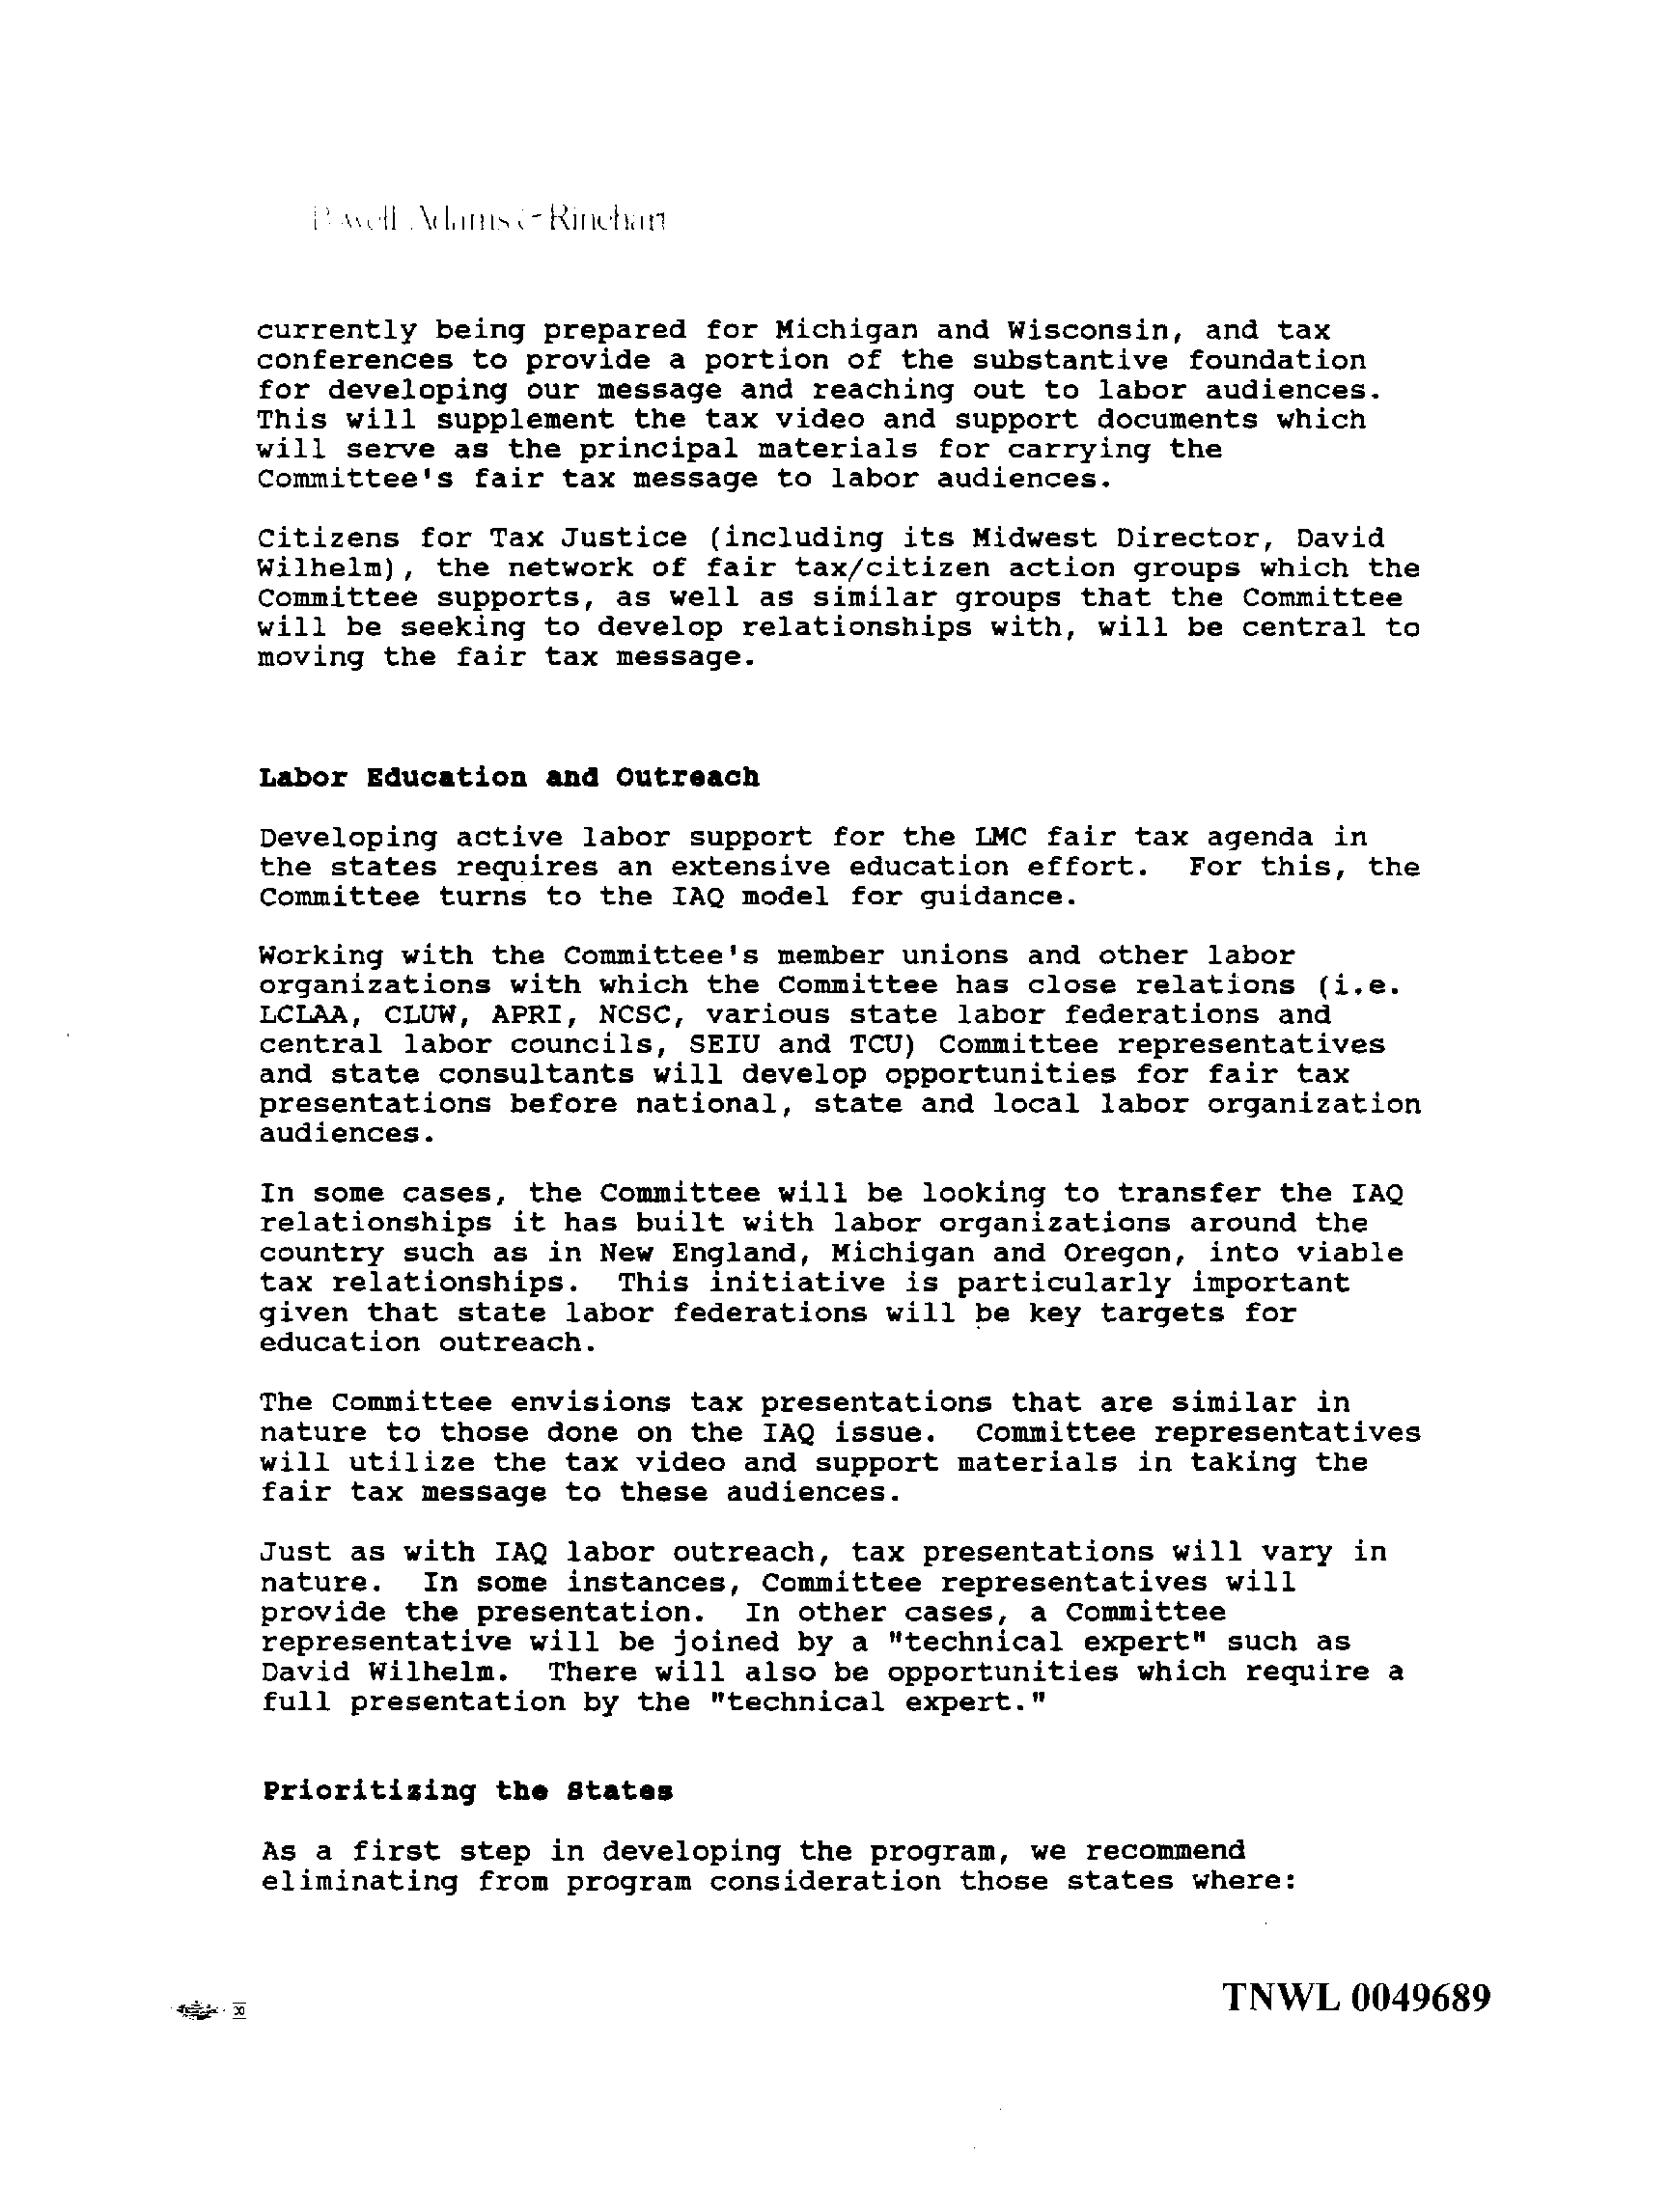 Powell Adams & Rinehart
currently being prepared for Michigan and Wisconsin, and tax
conferences to provide a portion of the substantive foundation
for developing our message and reaching out to labor audiences.
This will supplement the tax video and support documents which
will serve as the principal materials for carrying the
Committee's fair tax message to labor audiences.
Citizens for Tax Justice (including its Midwest Director, David
Wilhelm), the network of fair tax/citizen action groups which the
Committee supports, as well as similar groups that the Committee
will be seeking to develop relationships with, will be central to
moving the fair tax message.
Labor Education and Outreach
Developing active labor support for the LMC fair tax agenda in
the states requires an extensive education effort.  For this, the
Committee turns to the IAQ model for guidance.
Working with the Committee's member unions and other labor
organizations with which the Committee has close relations (i.e.
LCLAA, CLUW, APRI, NCSC, various state labor federations and
central labor councils, SEIU and TCU) Committee representatives
and state consultants will develop opportunities for fair tax
presentations before national, state and local labor organization
audiences.
In some cases, the Committee will be looking to transfer the IAQ
relationships it has built with labor organizations around the
country such as in New England, Michigan and Oregon, into viable
tax relationships.  This initiative is particularly important
given that state labor federations will be key targets for
education outreach.
The Committee envisions tax presentations that are similar in
nature to those done on the IAQ issue.  Committee representatives
will utilize the tax video and support materials in taking the
fair tax message to these audiences.
Just as with IAQ labor outreach, tax presentations will vary in
nature.  In some instances, Committee representatives will
provide the presentation.  In other cases, a Committee
representative will be joined by a "technical expert" such as
David Wilhelm.  There will also be opportunities which require a
full presentation by the "technical expert."
Prioritizing the States
As a first step in developing the program, we recommend
eliminating from program consideration those states where:
TNWL 0049689